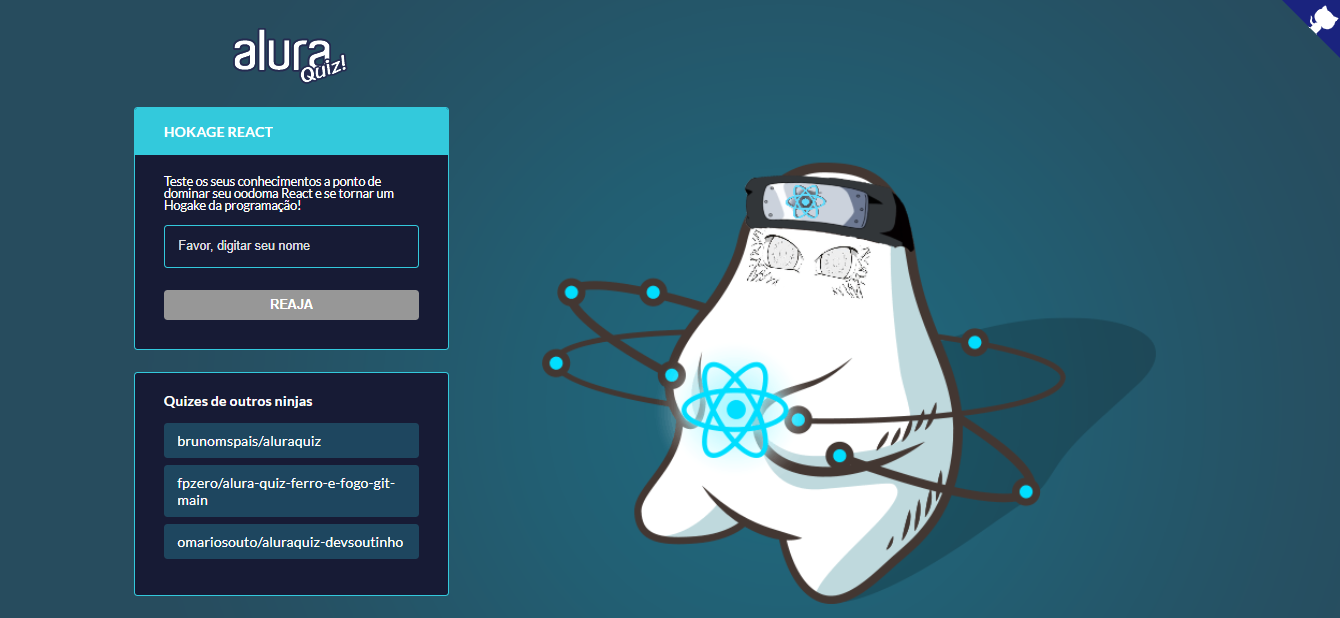 alura
Quiz!
HOKAGE REACT
Teste os seus conhecimentos a ponto de
dominar seu oodoma React e se tornar um
Hogake da programação!
Favor, digitar seu nome
REAJA
Quizes de outros ninjas
brunomspais/aluraquiz
fpzero/alura-quiz-ferro-e-fogo-git-
main
omariosouto/aluraquiz-devsoutinho